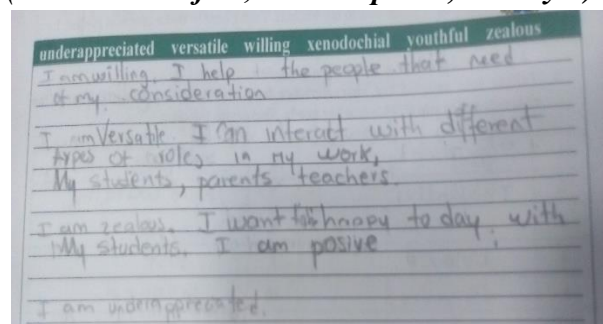 underappreciated versatile willing xenodochial youthful zealous
I am willing. I help the people that need
of my consideration
I am Versatile I can interact with different
types of roles in my work,
My students, parents teachers.
I am zealous. I want to be happy to day. with
My students. I am posive
I am underappreciated.